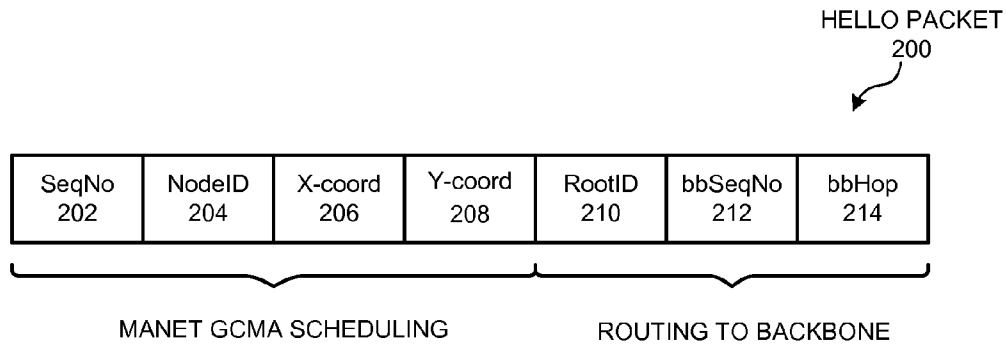 HELLO PACKET
200
SeqNo NodeID X-coord Y-coord RootID bbSeqNo bbHop
202 204 206 208 210 212 214
MANET GCMA SCHEDULING ROUTING TO BACKBONE